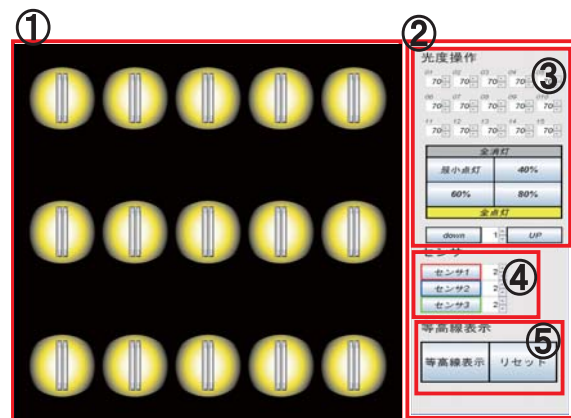 ① ②
光度操作 ③
01 02 03 04
70 70 70 70 70
06 07 08 09 010
70 70 70 70 70
11 12 13 14 15
70 70 70 70 70
全消灯
最小点灯 40%
60% 80%
全点灯
down 1 UP
センサ
センサ1 2 ④
センサ2 2
センサ3 2
等高線表示 ⑤
等高線表示 リセット